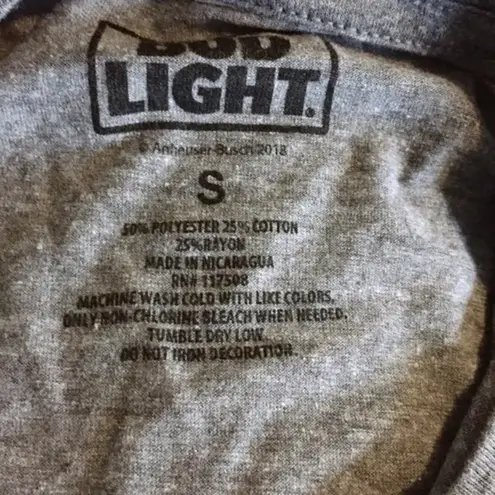 BUD
LIGHT.
© Anheuser-Busch 2018
S
50% POLYESTER 25% COTTON
25% RAYON
MADE IN NICARAGUA
RN# 117508
MACHINE WASH COLD WITH LIKE COLORS.
ONLY NON-CHLORINE BLEACH WHEN NEEDED.
TUMBLE DRY LOW.
DO NOT IRON DECORATION.